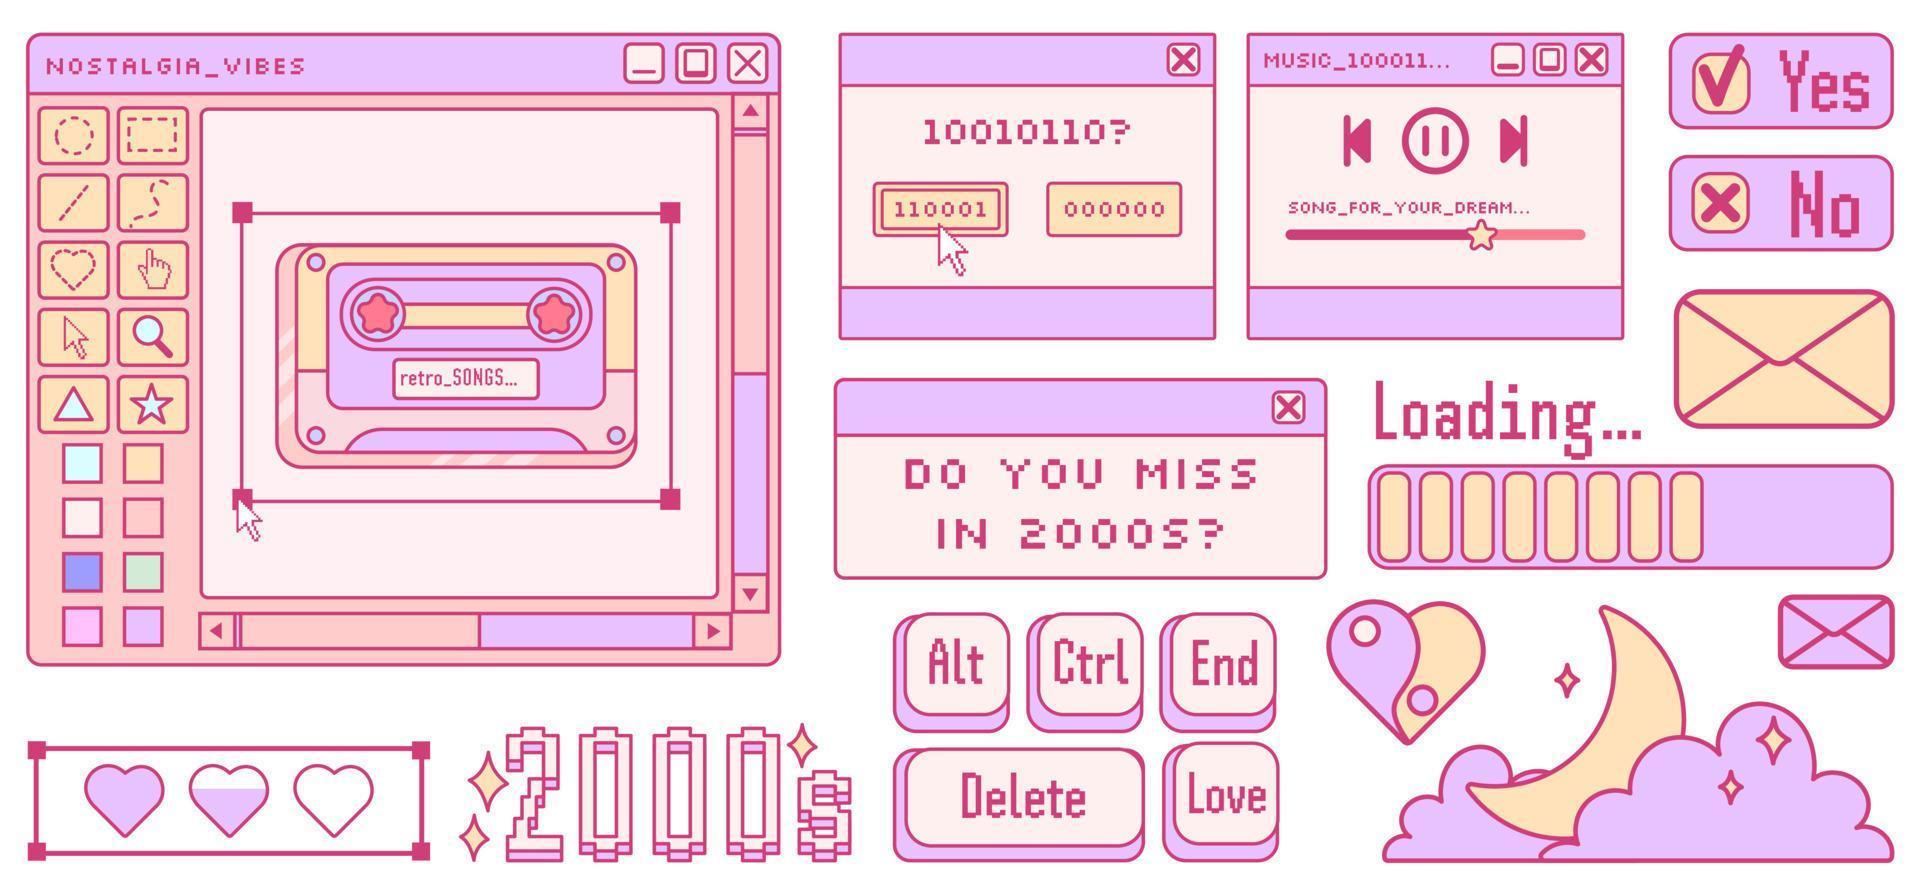 NOSTALGIA_VIBES
retro_SONGS...
10010110?
110001
000000
MUSIC_100011...
SONG_FOR_YOUR_DREAM...
Yes
No
DO YOU MISS
IN 2000S?
Loading...
Alt
Ctrl
End
Delete
Love
2000s